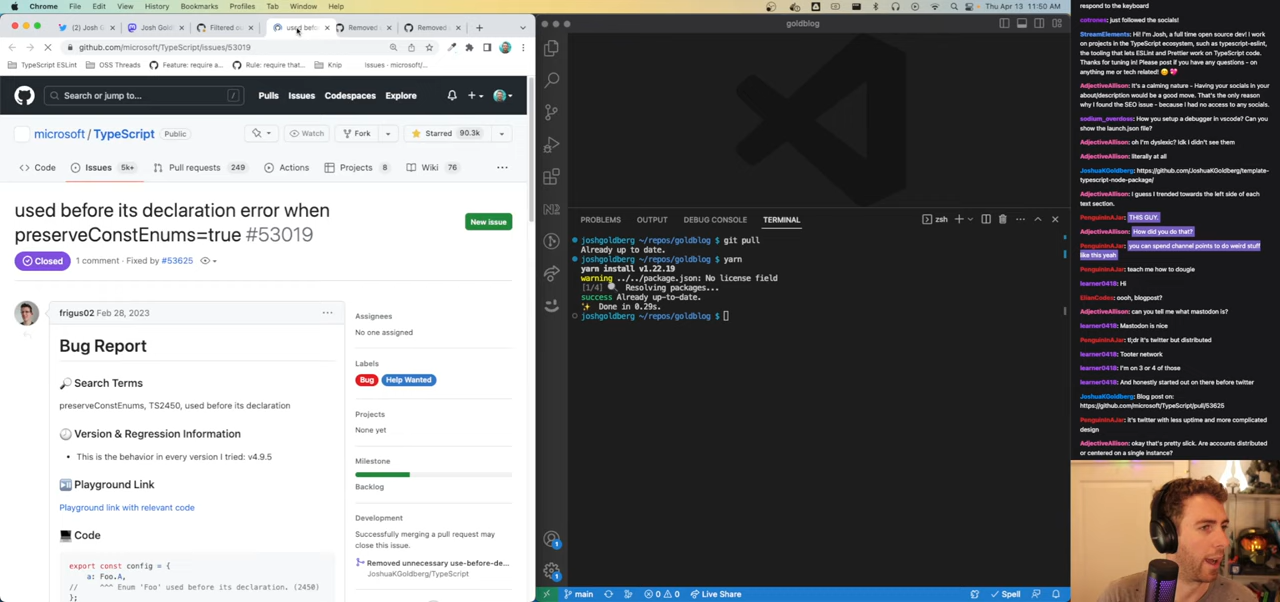 Chrome File Edit View History Bookmarks Profiles Tab Window Help
Thu Apr 13 11:50 AM
(2) Josh G
Josh Gol
Filtered o
used befo
Removed
Removed
github.com/microsoft/TypeScript/issues/53019
TypeScript ESLint OSS Threads Feature: require a... Rule: require that... Knip Issues · microsoft/...
Search or jump to... /
Pulls Issues Codespaces Explore
microsoft / TypeScript Public
Watch Fork Starred 90.3k
Code Issues 5k+ Pull requests 249 Actions Projects 8 Wiki 76
used before its declaration error when
preserveConstEnums=true #53019
New issue
Closed 1 comment · Fixed by #53625
frigus02 Feb 28, 2023
Bug Report
Search Terms
preserveConstEnums, TS2450, used before its declaration
Version & Regression Information
• This is the behavior in every version I tried: v4.9.5
Playground Link
Playground link with relevant code
Code
export const config = {
a: Foo.A,
// ^^^ Enum 'Foo' used before its declaration. (2450)
};
Assignees
No one assigned
Labels
Bug Help Wanted
Projects
None yet
Milestone
Backlog
Development
Successfully merging a pull request may
close this issue.
Removed unnecessary use-before-de...
JoshuaKGoldberg/TypeScript
goldblog
PROBLEMS OUTPUT DEBUG CONSOLE TERMINAL
zsh
joshgoldberg ~/repos/goldblog $ git pull
Already up to date.
joshgoldberg ~/repos/goldblog $ yarn
yarn install v1.22.19
warning ../../package.json: No license field
[1/4] Resolving packages...
success Already up-to-date.
Done in 0.29s.
joshgoldberg ~/repos/goldblog $
main 0 0 Live Share
Spell
respond to the keyboard
cotrones: just followed the socials!
StreamElements: Hi! I'm Josh, a full time open source dev! I
work on projects in the TypeScript ecosystem, such as typescript-eslint,
the tooling that lets ESLint and Prettier work on TypeScript code.
Thanks for tuning in! Please post if you have any questions - on
anything me or tech related!
AdjectiveAllison: It's a calming nature - Having your socials in your
about/description would be a good move. That's the only reason
why I found the SEO issue - because I had no access to any socials.
sodium_overdose: How you setup a debugger in vscode? Can you
show the launch.json file?
AdjectiveAllison: oh I'm dyslexic? Idk I didn't see them
AdjectiveAllison: literally at all
JoshuaKGoldberg: https://github.com/JoshuaKGoldberg/template-
typescript-node-package/
AdjectiveAllison: I guess I trended towards the left side of each
text section.
PenguinInAJar: THIS GUY.
AdjectiveAllison: How did you do that?
PenguinInAJar: you can spend channel points to do weird stuff
like this yeah
PenguinInAJar: teach me how to dougie
learner0418: Hi
ElianCodes: oooh, blogpost?
AdjectiveAllison: can you tell me what mastodon is?
learner0418: Mastodon is nice
PenguinInAJar: tl;dr it's twitter but distributed
learner0418: Tooter network
learner0418: I'm on 3 or 4 of those
learner0418: And honestly started out on there before twitter
JoshuaKGoldberg: Blog post on:
https://github.com/microsoft/TypeScript/pull/53625
PenguinInAJar: it's twitter with less uptime and more complicated
design
AdjectiveAllison: okay that's pretty slick. Are accounts distributed
or centered on a single instance?